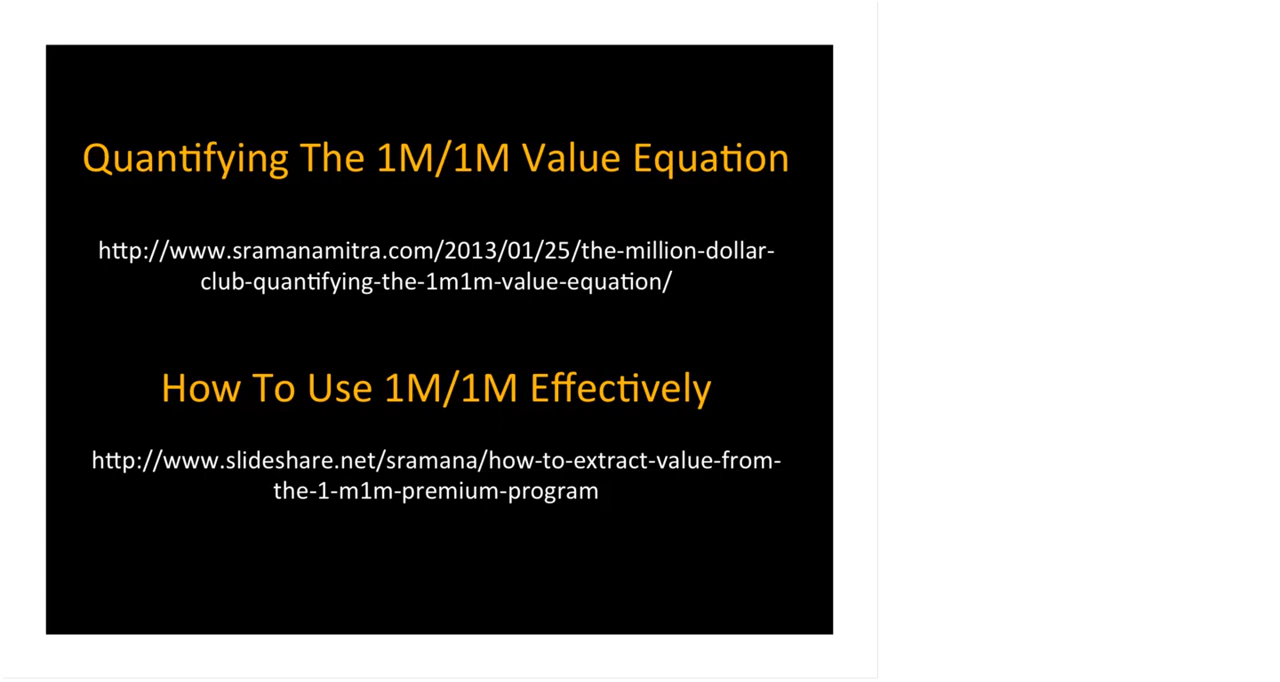 Quantifying The 1M/1M Value Equation
http://www.sramanamitra.com/2013/01/25/the-million-dollar-
club-quantifying-the-1m1m-value-equation/
How To Use 1M/1M Effectively
http://www.slideshare.net/sramana/how-to-extract-value-from-
the-1-m1m-premium-program